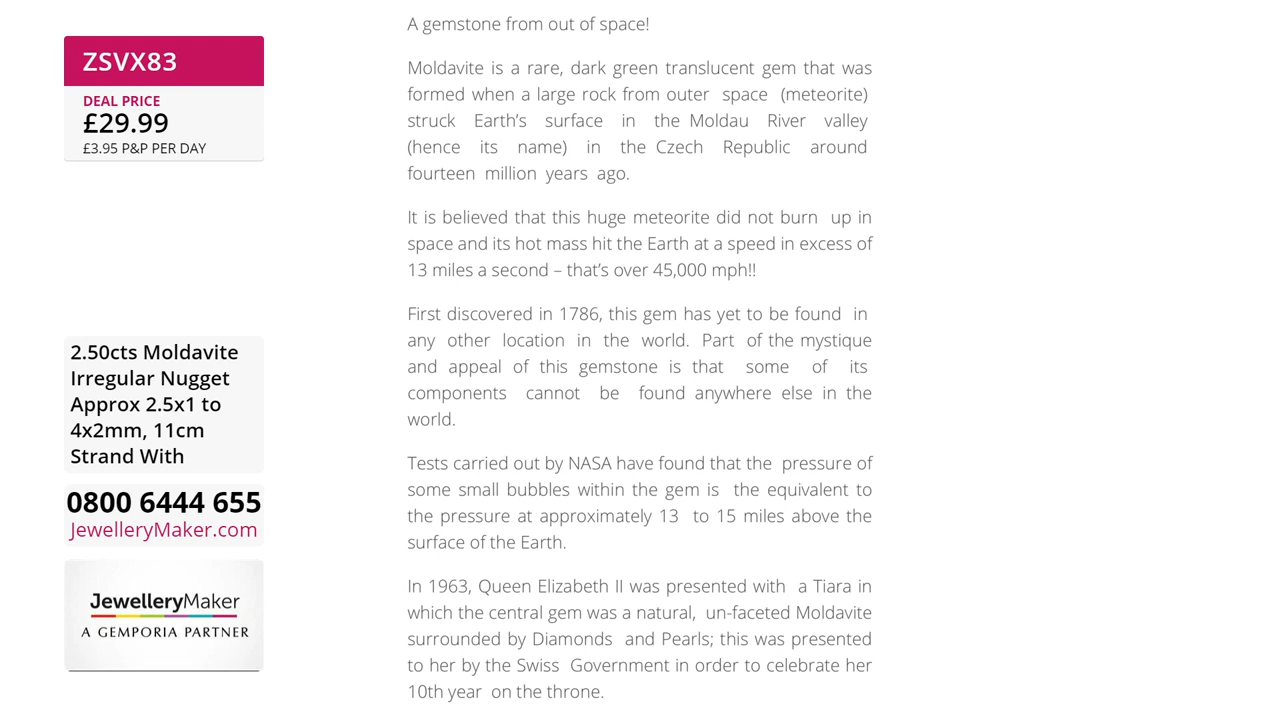 ZSVX83
DEAL PRICE
£29.99
£3.95 P&P PER DAY
2.50cts Moldavite
Irregular Nugget
Approx 2.5x1 to
4x2mm, 11cm
Strand With
0800 6444 655
JewelleryMaker.com
JewelleryMaker
A GEMPORIA PARTNER
A gemstone from out of space!
Moldavite is a rare, dark green translucent gem that was
formed when a large rock from outer space (meteorite)
struck Earth's surface in the Moldau River valley
(hence its name) in the Czech Republic around
fourteen million years ago.
It is believed that this huge meteorite did not burn up in
space and its hot mass hit the Earth at a speed in excess of
13 miles a second – that's over 45,000 mph!!
First discovered in 1786, this gem has yet to be found in
any other location in the world. Part of the mystique
and appeal of this gemstone is that some of its
components cannot be found anywhere else in the
world.
Tests carried out by NASA have found that the pressure of
some small bubbles within the gem is the equivalent to
the pressure at approximately 13 to 15 miles above the
surface of the Earth.
In 1963, Queen Elizabeth II was presented with a Tiara in
which the central gem was a natural, un-faceted Moldavite
surrounded by Diamonds and Pearls; this was presented
to her by the Swiss Government in order to celebrate her
10th year on the throne.